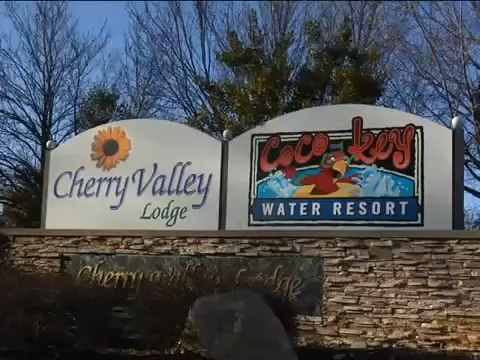 Cherry Valley
Lodge
CoCo-key
WATER RESORT
Cherry Valley Lodge